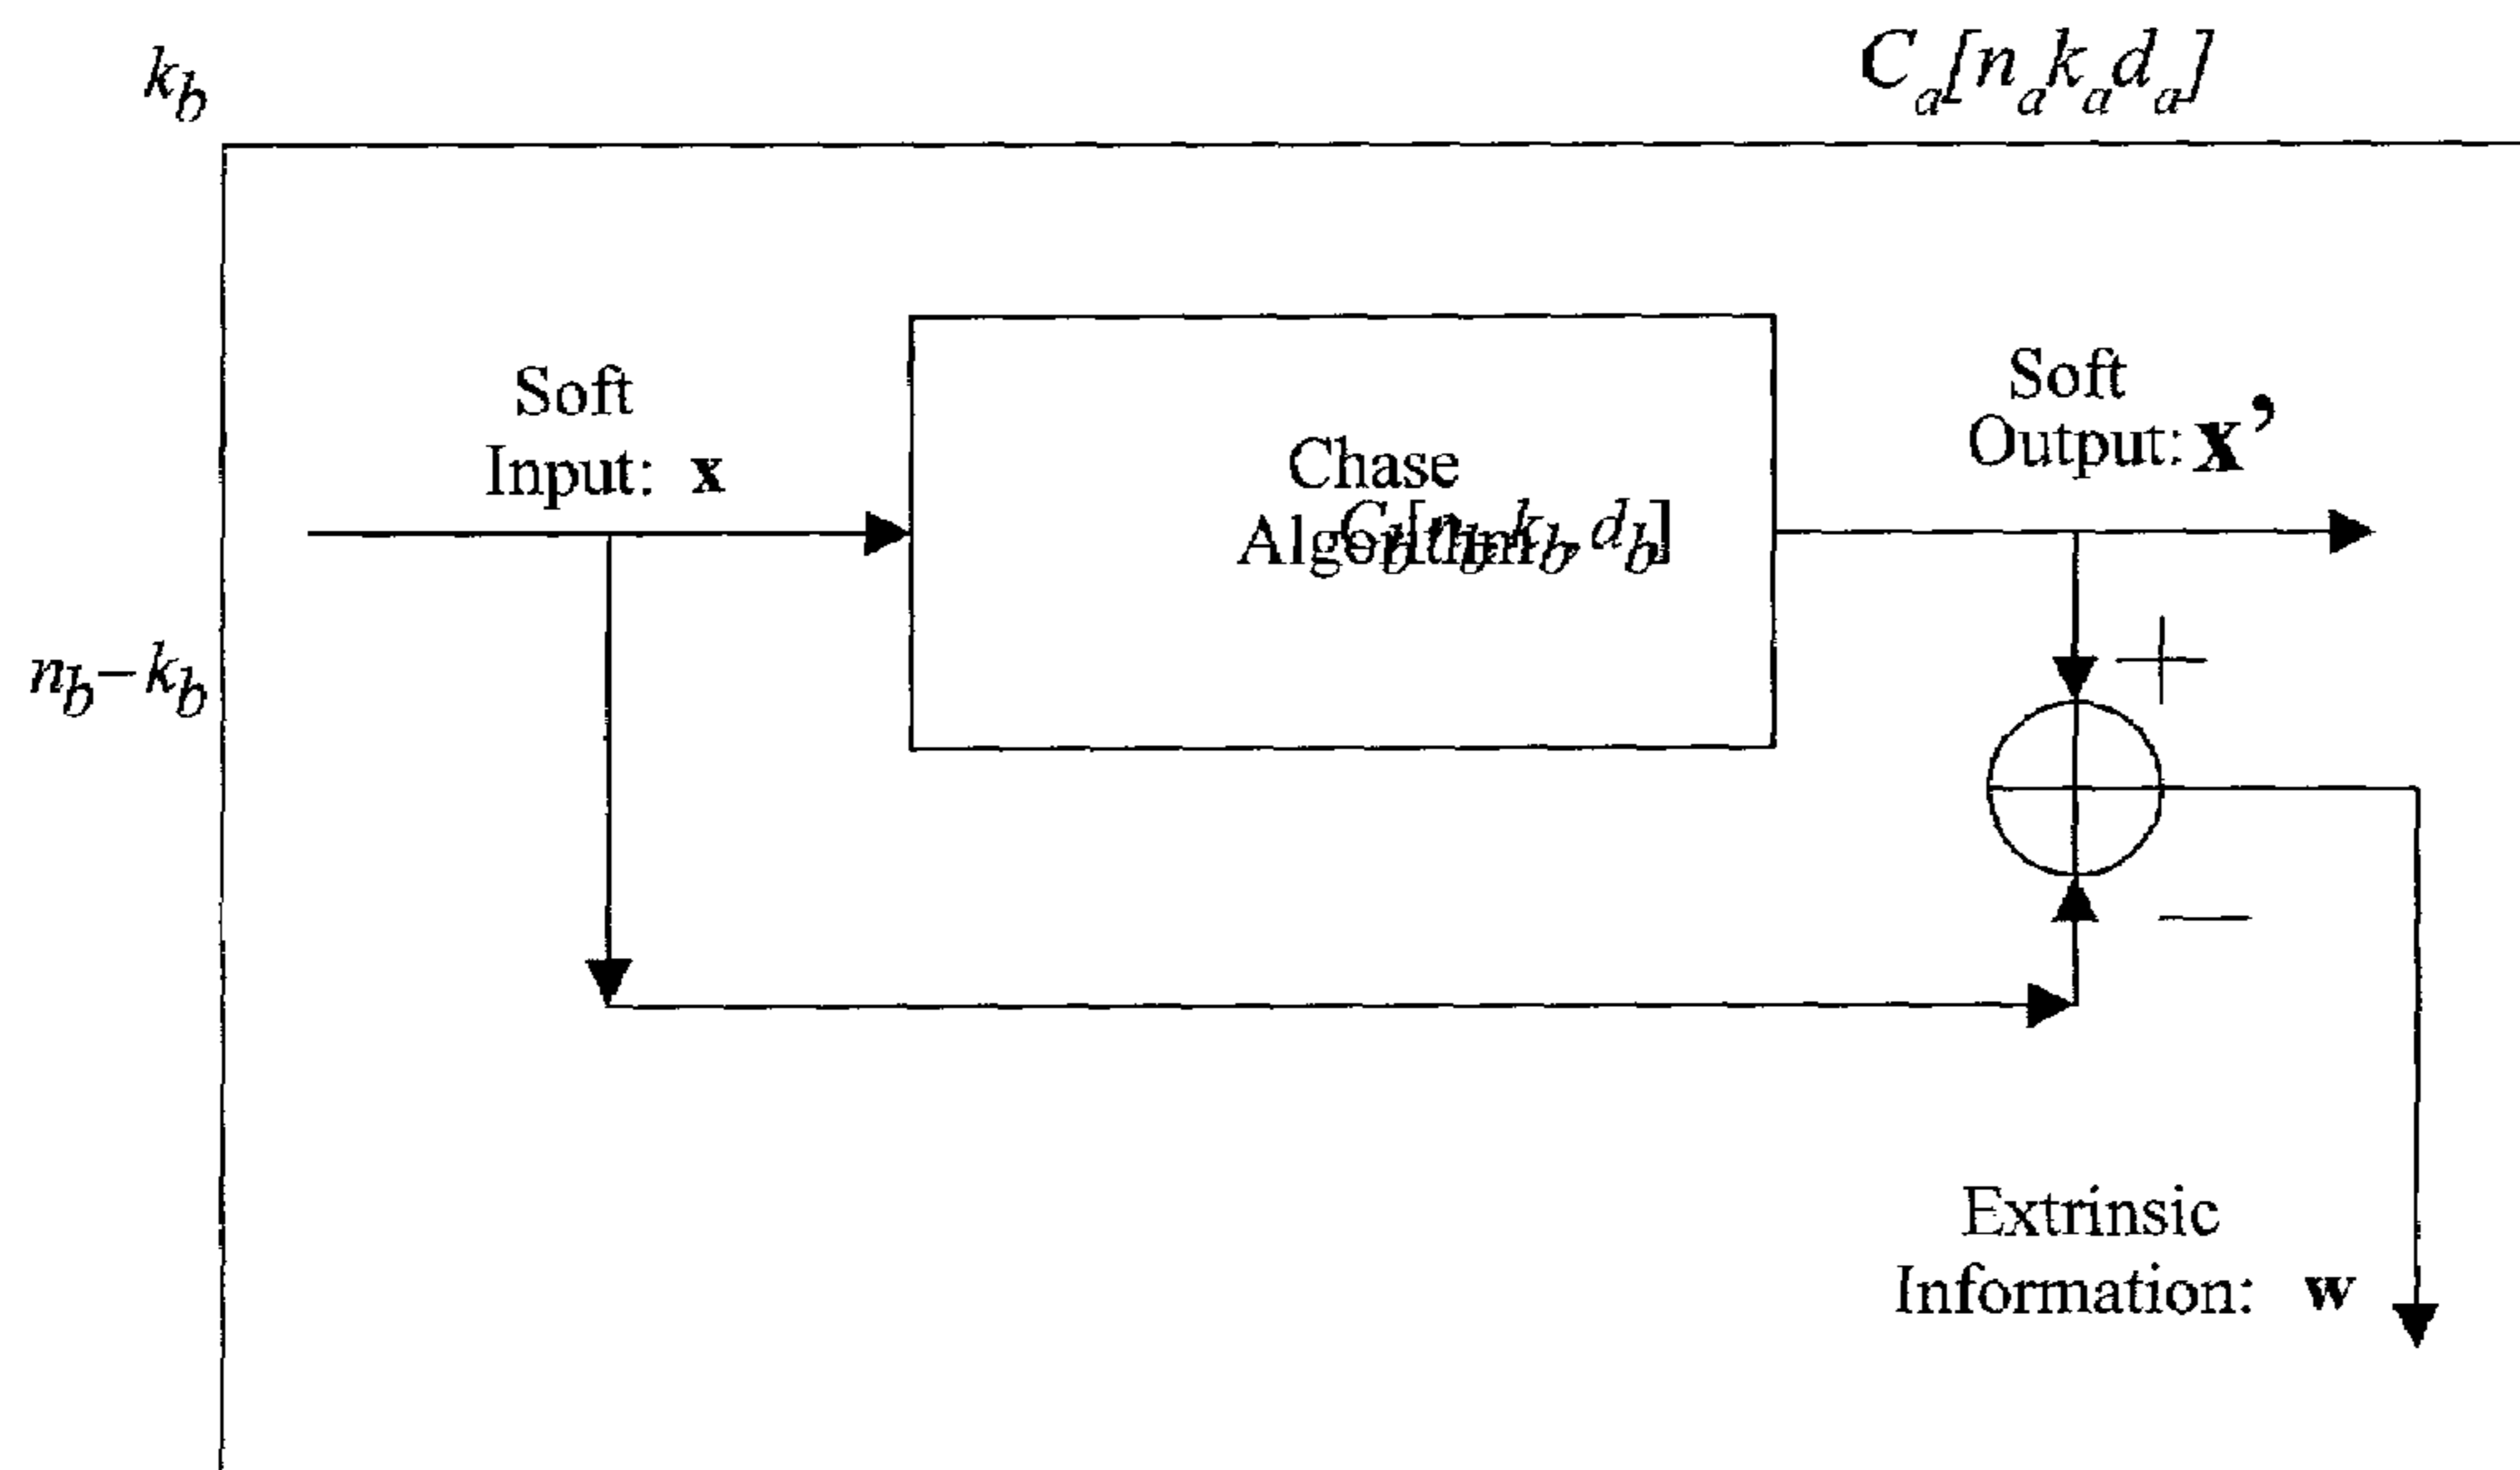 k_b
C_a[n_a k_a d_a]
Soft
Input: x
Chase
Algorithm
C_b[n_b, k_b, d_b]
Soft
Output: x’
n_b–k_b
+
—
Extrinsic
Information: w